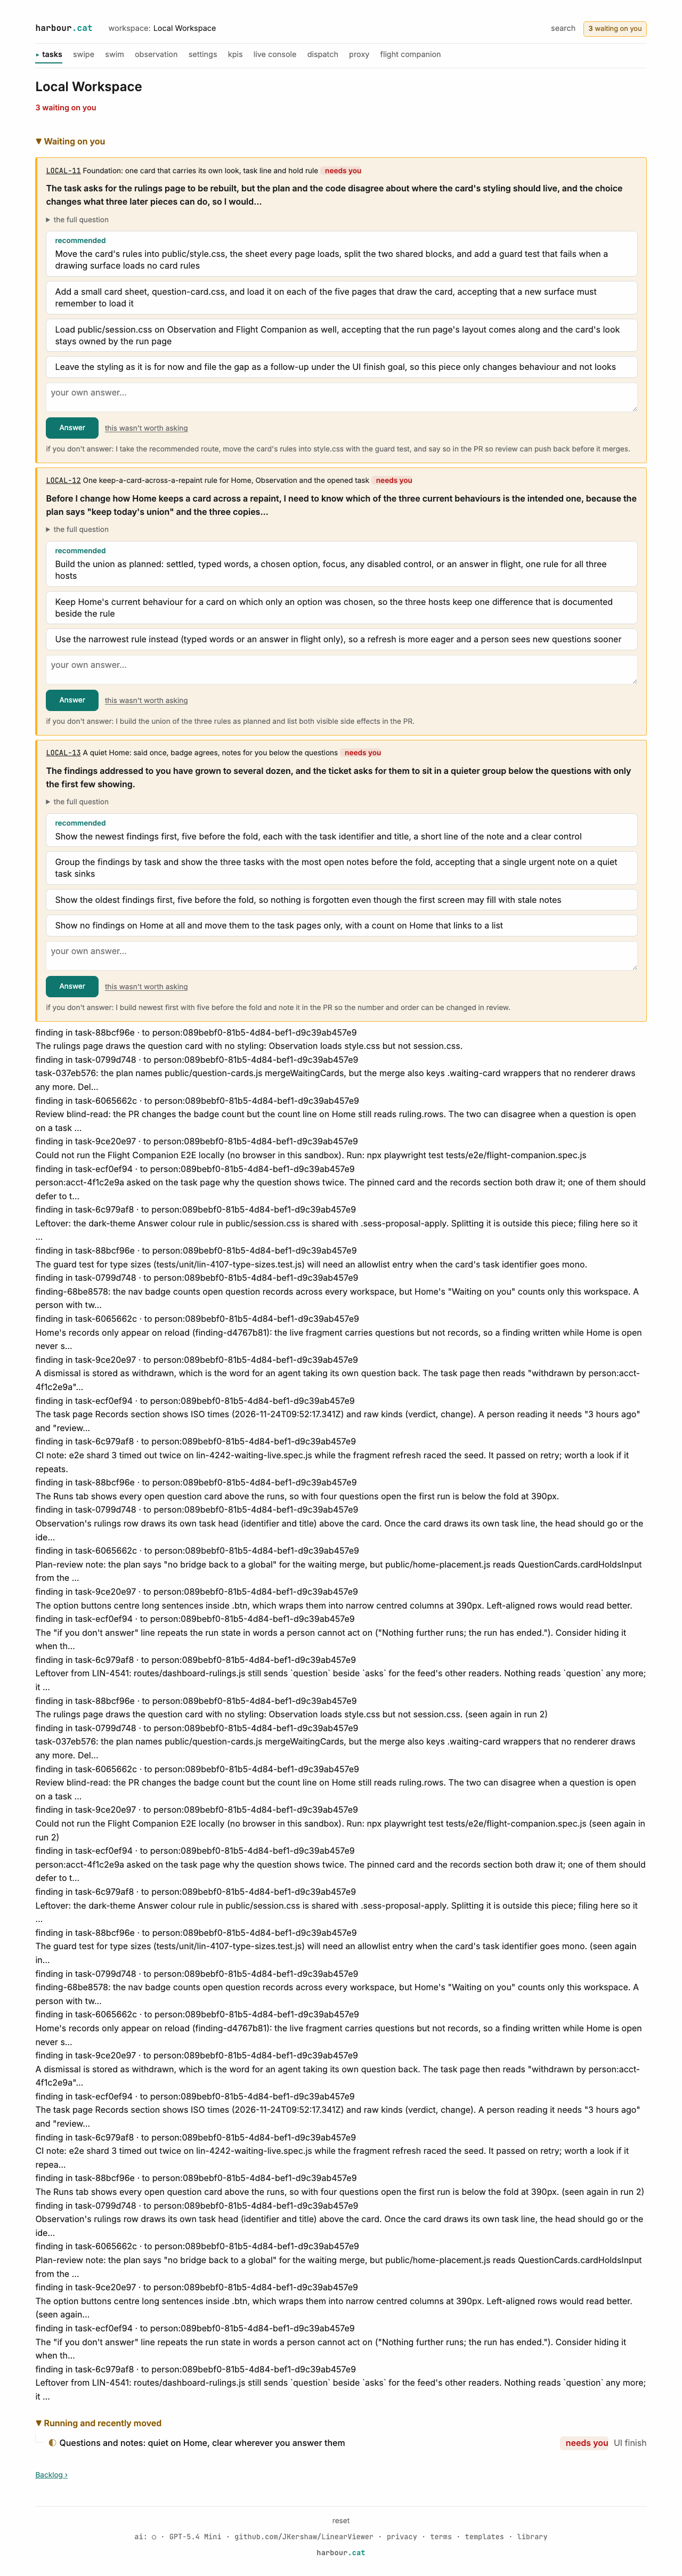 harbour.cat workspace: Local Workspace search 3 waiting on you
▸ tasks swipe swim observation settings kpis live console dispatch proxy flight companion
Local Workspace
3 waiting on you
▼ Waiting on you
LOCAL-11 Foundation: one card that carries its own look, task line and hold rule needs you
The task asks for the rulings page to be rebuilt, but the plan and the code disagree about where the card's styling should live, and the choice
changes what three later pieces can do, so I would...
▶ the full question
recommended
Move the card's rules into public/style.css, the sheet every page loads, split the two shared blocks, and add a guard test that fails when a
drawing surface loads no card rules
Add a small card sheet, question-card.css, and load it on each of the five pages that draw the card, accepting that a new surface must
remember to load it
Load public/session.css on Observation and Flight Companion as well, accepting that the run page's layout comes along and the card's look
stays owned by the run page
Leave the styling as it is for now and file the gap as a follow-up under the UI finish goal, so this piece only changes behaviour and not looks
your own answer...
Answer this wasn't worth asking
if you don't answer: I take the recommended route, move the card's rules into style.css with the guard test, and say so in the PR so review can push back before it merges.
LOCAL-12 One keep-a-card-across-a-repaint rule for Home, Observation and the opened task needs you
Before I change how Home keeps a card across a repaint, I need to know which of the three current behaviours is the intended one, because the
plan says "keep today's union" and the three copies...
▶ the full question
recommended
Build the union as planned: settled, typed words, a chosen option, focus, any disabled control, or an answer in flight, one rule for all three
hosts
Keep Home's current behaviour for a card on which only an option was chosen, so the three hosts keep one difference that is documented
beside the rule
Use the narrowest rule instead (typed words or an answer in flight only), so a refresh is more eager and a person sees new questions sooner
your own answer...
Answer this wasn't worth asking
if you don't answer: I build the union of the three rules as planned and list both visible side effects in the PR.
LOCAL-13 A quiet Home: said once, badge agrees, notes for you below the questions needs you
The findings addressed to you have grown to several dozen, and the ticket asks for them to sit in a quieter group below the questions with only
the first few showing.
▶ the full question
recommended
Show the newest findings first, five before the fold, each with the task identifier and title, a short line of the note and a clear control
Group the findings by task and show the three tasks with the most open notes before the fold, accepting that a single urgent note on a quiet
task sinks
Show the oldest findings first, five before the fold, so nothing is forgotten even though the first screen may fill with stale notes
Show no findings on Home at all and move them to the task pages only, with a count on Home that links to a list
your own answer...
Answer this wasn't worth asking
if you don't answer: I build newest first with five before the fold and note it in the PR so the number and order can be changed in review.
finding in task-88bcf96e · to person:089bebf0-81b5-4d84-bef1-d9c39ab457e9
The rulings page draws the question card with no styling: Observation loads style.css but not session.css.
finding in task-0799d748 · to person:089bebf0-81b5-4d84-bef1-d9c39ab457e9
task-037eb576: the plan names public/question-cards.js mergeWaitingCards, but the merge also keys .waiting-card wrappers that no renderer draws
any more. Del...
finding in task-6065662c · to person:089bebf0-81b5-4d84-bef1-d9c39ab457e9
Review blind-read: the PR changes the badge count but the count line on Home still reads ruling.rows. The two can disagree when a question is open
on a task ...
finding in task-9ce20e97 · to person:089bebf0-81b5-4d84-bef1-d9c39ab457e9
Could not run the Flight Companion E2E locally (no browser in this sandbox). Run: npx playwright test tests/e2e/flight-companion.spec.js
finding in task-ecf0ef94 · to person:089bebf0-81b5-4d84-bef1-d9c39ab457e9
person:acct-4f1c2e9a asked on the task page why the question shows twice. The pinned card and the records section both draw it; one of them should
defer to t...
finding in task-6c979af8 · to person:089bebf0-81b5-4d84-bef1-d9c39ab457e9
Leftover: the dark-theme Answer colour rule in public/session.css is shared with .sess-proposal-apply. Splitting it is outside this piece; filing here so it
...
finding in task-88bcf96e · to person:089bebf0-81b5-4d84-bef1-d9c39ab457e9
The guard test for type sizes (tests/unit/lin-4107-type-sizes.test.js) will need an allowlist entry when the card's task identifier goes mono.
finding in task-0799d748 · to person:089bebf0-81b5-4d84-bef1-d9c39ab457e9
finding-68be8578: the nav badge counts open question records across every workspace, but Home's "Waiting on you" counts only this workspace. A
person with tw...
finding in task-6065662c · to person:089bebf0-81b5-4d84-bef1-d9c39ab457e9
Home's records only appear on reload (finding-d4767b81): the live fragment carries questions but not records, so a finding written while Home is open
never s...
finding in task-9ce20e97 · to person:089bebf0-81b5-4d84-bef1-d9c39ab457e9
A dismissal is stored as withdrawn, which is the word for an agent taking its own question back. The task page then reads "withdrawn by person:acct-
4f1c2e9a"...
finding in task-ecf0ef94 · to person:089bebf0-81b5-4d84-bef1-d9c39ab457e9
The task page Records section shows ISO times (2026-11-24T09:52:17.341Z) and raw kinds (verdict, change). A person reading it needs "3 hours ago"
and "review...
finding in task-6c979af8 · to person:089bebf0-81b5-4d84-bef1-d9c39ab457e9
CI note: e2e shard 3 timed out twice on lin-4242-waiting-live.spec.js while the fragment refresh raced the seed. It passed on retry; worth a look if it
repeats.
finding in task-88bcf96e · to person:089bebf0-81b5-4d84-bef1-d9c39ab457e9
The Runs tab shows every open question card above the runs, so with four questions open the first run is below the fold at 390px.
finding in task-0799d748 · to person:089bebf0-81b5-4d84-bef1-d9c39ab457e9
Observation's rulings row draws its own task head (identifier and title) above the card. Once the card draws its own task line, the head should go or the
ide...
finding in task-6065662c · to person:089bebf0-81b5-4d84-bef1-d9c39ab457e9
Plan-review note: the plan says "no bridge back to a global" for the waiting merge, but public/home-placement.js reads QuestionCards.cardHoldsInput
from the ...
finding in task-9ce20e97 · to person:089bebf0-81b5-4d84-bef1-d9c39ab457e9
The option buttons centre long sentences inside .btn, which wraps them into narrow centred columns at 390px. Left-aligned rows would read better.
finding in task-ecf0ef94 · to person:089bebf0-81b5-4d84-bef1-d9c39ab457e9
The "if you don't answer" line repeats the run state in words a person cannot act on ("Nothing further runs; the run has ended."). Consider hiding it
when th...
finding in task-6c979af8 · to person:089bebf0-81b5-4d84-bef1-d9c39ab457e9
Leftover from LIN-4541: routes/dashboard-rulings.js still sends `question` beside `asks` for the feed's other readers. Nothing reads `question` any more;
it ...
finding in task-88bcf96e · to person:089bebf0-81b5-4d84-bef1-d9c39ab457e9
The rulings page draws the question card with no styling: Observation loads style.css but not session.css. (seen again in run 2)
finding in task-0799d748 · to person:089bebf0-81b5-4d84-bef1-d9c39ab457e9
task-037eb576: the plan names public/question-cards.js mergeWaitingCards, but the merge also keys .waiting-card wrappers that no renderer draws
any more. Del...
finding in task-6065662c · to person:089bebf0-81b5-4d84-bef1-d9c39ab457e9
Review blind-read: the PR changes the badge count but the count line on Home still reads ruling.rows. The two can disagree when a question is open
on a task ...
finding in task-9ce20e97 · to person:089bebf0-81b5-4d84-bef1-d9c39ab457e9
Could not run the Flight Companion E2E locally (no browser in this sandbox). Run: npx playwright test tests/e2e/flight-companion.spec.js (seen again in
run 2)
finding in task-ecf0ef94 · to person:089bebf0-81b5-4d84-bef1-d9c39ab457e9
person:acct-4f1c2e9a asked on the task page why the question shows twice. The pinned card and the records section both draw it; one of them should
defer to t...
finding in task-6c979af8 · to person:089bebf0-81b5-4d84-bef1-d9c39ab457e9
Leftover: the dark-theme Answer colour rule in public/session.css is shared with .sess-proposal-apply. Splitting it is outside this piece; filing here so it
...
finding in task-88bcf96e · to person:089bebf0-81b5-4d84-bef1-d9c39ab457e9
The guard test for type sizes (tests/unit/lin-4107-type-sizes.test.js) will need an allowlist entry when the card's task identifier goes mono. (seen again
in...
finding in task-0799d748 · to person:089bebf0-81b5-4d84-bef1-d9c39ab457e9
finding-68be8578: the nav badge counts open question records across every workspace, but Home's "Waiting on you" counts only this workspace. A
person with tw...
finding in task-6065662c · to person:089bebf0-81b5-4d84-bef1-d9c39ab457e9
Home's records only appear on reload (finding-d4767b81): the live fragment carries questions but not records, so a finding written while Home is open
never s...
finding in task-9ce20e97 · to person:089bebf0-81b5-4d84-bef1-d9c39ab457e9
A dismissal is stored as withdrawn, which is the word for an agent taking its own question back. The task page then reads "withdrawn by person:acct-
4f1c2e9a"...
finding in task-ecf0ef94 · to person:089bebf0-81b5-4d84-bef1-d9c39ab457e9
The task page Records section shows ISO times (2026-11-24T09:52:17.341Z) and raw kinds (verdict, change). A person reading it needs "3 hours ago"
and "review...
finding in task-6c979af8 · to person:089bebf0-81b5-4d84-bef1-d9c39ab457e9
CI note: e2e shard 3 timed out twice on lin-4242-waiting-live.spec.js while the fragment refresh raced the seed. It passed on retry; worth a look if it
repea...
finding in task-88bcf96e · to person:089bebf0-81b5-4d84-bef1-d9c39ab457e9
The Runs tab shows every open question card above the runs, so with four questions open the first run is below the fold at 390px. (seen again in run 2)
finding in task-0799d748 · to person:089bebf0-81b5-4d84-bef1-d9c39ab457e9
Observation's rulings row draws its own task head (identifier and title) above the card. Once the card draws its own task line, the head should go or the
ide...
finding in task-6065662c · to person:089bebf0-81b5-4d84-bef1-d9c39ab457e9
Plan-review note: the plan says "no bridge back to a global" for the waiting merge, but public/home-placement.js reads QuestionCards.cardHoldsInput
from the ...
finding in task-9ce20e97 · to person:089bebf0-81b5-4d84-bef1-d9c39ab457e9
The option buttons centre long sentences inside .btn, which wraps them into narrow centred columns at 390px. Left-aligned rows would read better.
(seen again...
finding in task-ecf0ef94 · to person:089bebf0-81b5-4d84-bef1-d9c39ab457e9
The "if you don't answer" line repeats the run state in words a person cannot act on ("Nothing further runs; the run has ended."). Consider hiding it
when th...
finding in task-6c979af8 · to person:089bebf0-81b5-4d84-bef1-d9c39ab457e9
Leftover from LIN-4541: routes/dashboard-rulings.js still sends `question` beside `asks` for the feed's other readers. Nothing reads `question` any more;
it ...
▼ Running and recently moved
Questions and notes: quiet on Home, clear wherever you answer them needs you UI finish
Backlog ›
reset
ai: ○ · GPT-5.4 Mini · github.com/JKershaw/LinearViewer · privacy · terms · templates · library
harbour.cat